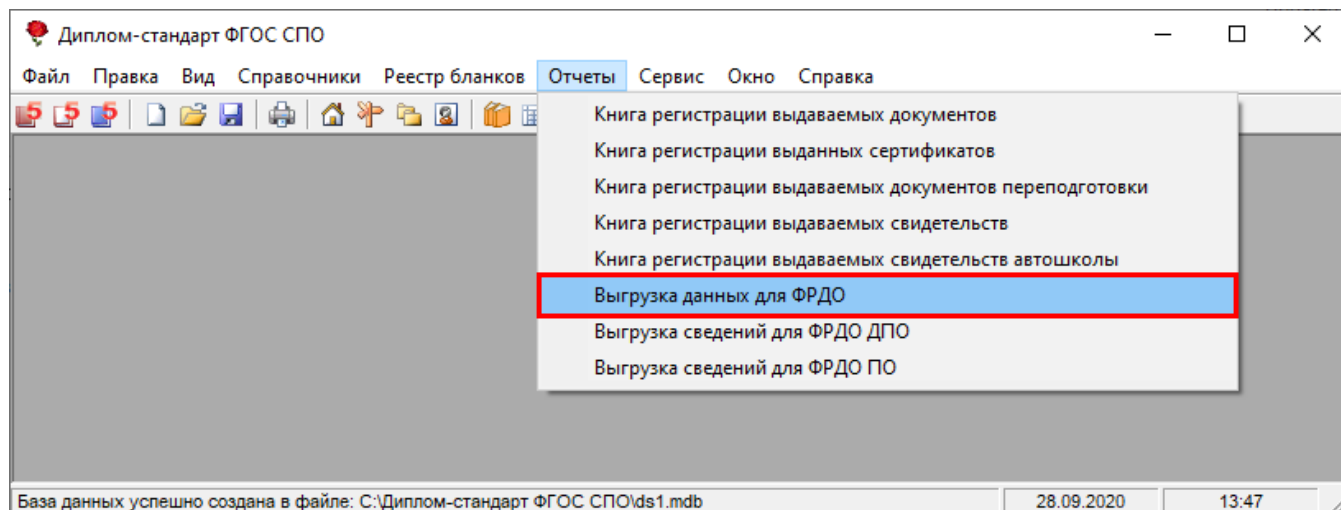 Диплом-стандарт ФГОС СПО
Файл Правка Вид Справочники Реестр бланков Отчеты Сервис Окно Справка
5 5 5
Книга регистрации выдаваемых документов
Книга регистрации выданных сертификатов
Книга регистрации выдаваемых документов переподготовки
Книга регистрации выдаваемых свидетельств
Книга регистрации выдаваемых свидетельств автошколы
Выгрузка данных для ФРДО
Выгрузка сведений для ФРДО ДПО
Выгрузка сведений для ФРДО ПО
База данных успешно создана в файле: C:\Диплом-стандарт ФГОС СПО\ds1.mdb 28.09.2020 13:47